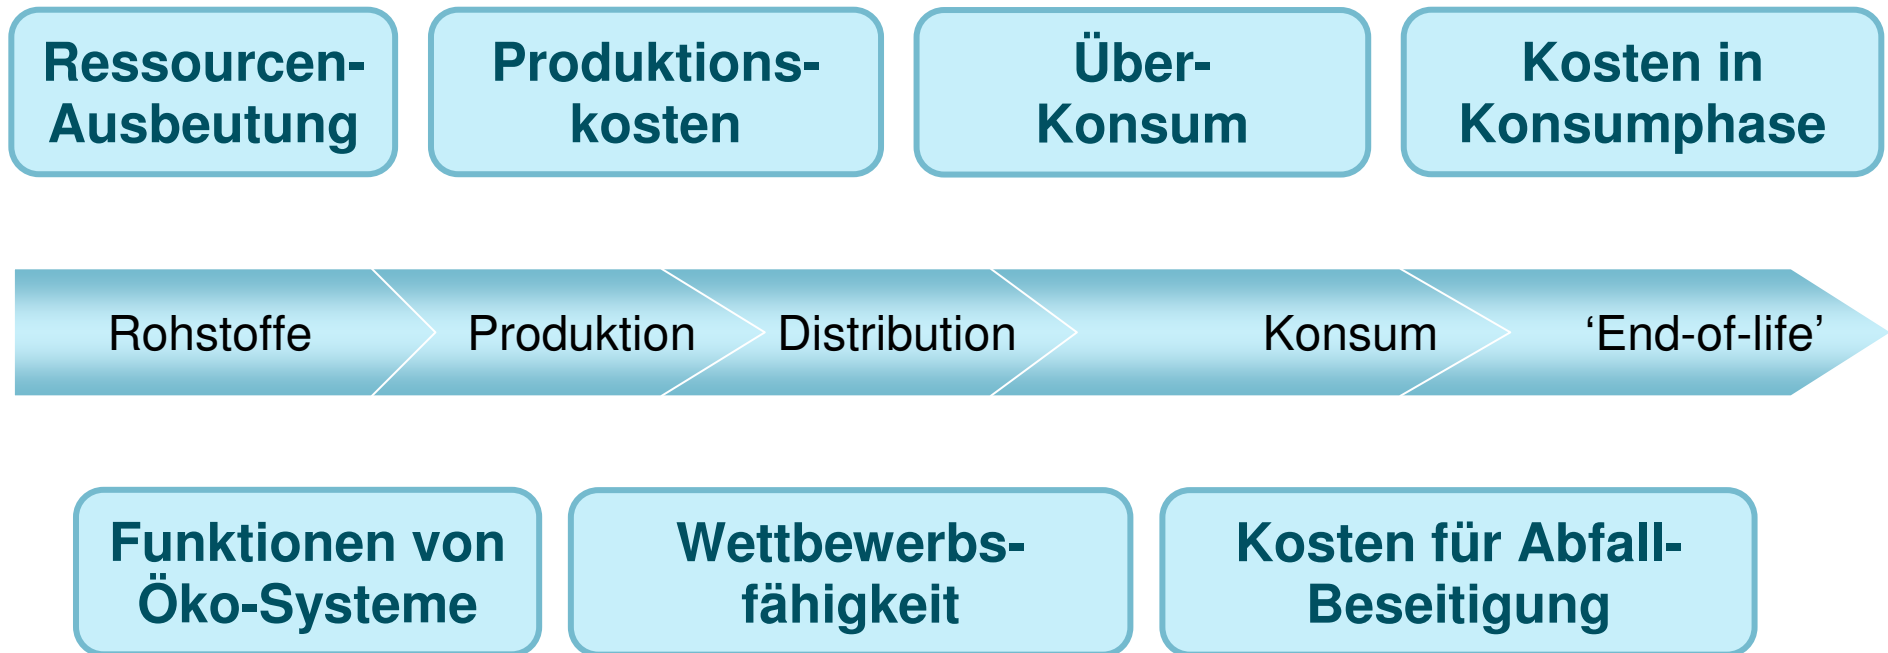 Ressourcen-
Ausbeutung
Produktions-
kosten
Über-
Konsum
Kosten in
Konsumphase
Rohstoffe
Produktion
Distribution
Konsum
‘End-of-life’
Funktionen von
Öko-Systeme
Wettbewerbs-
fähigkeit
Kosten für Abfall-
Beseitigung